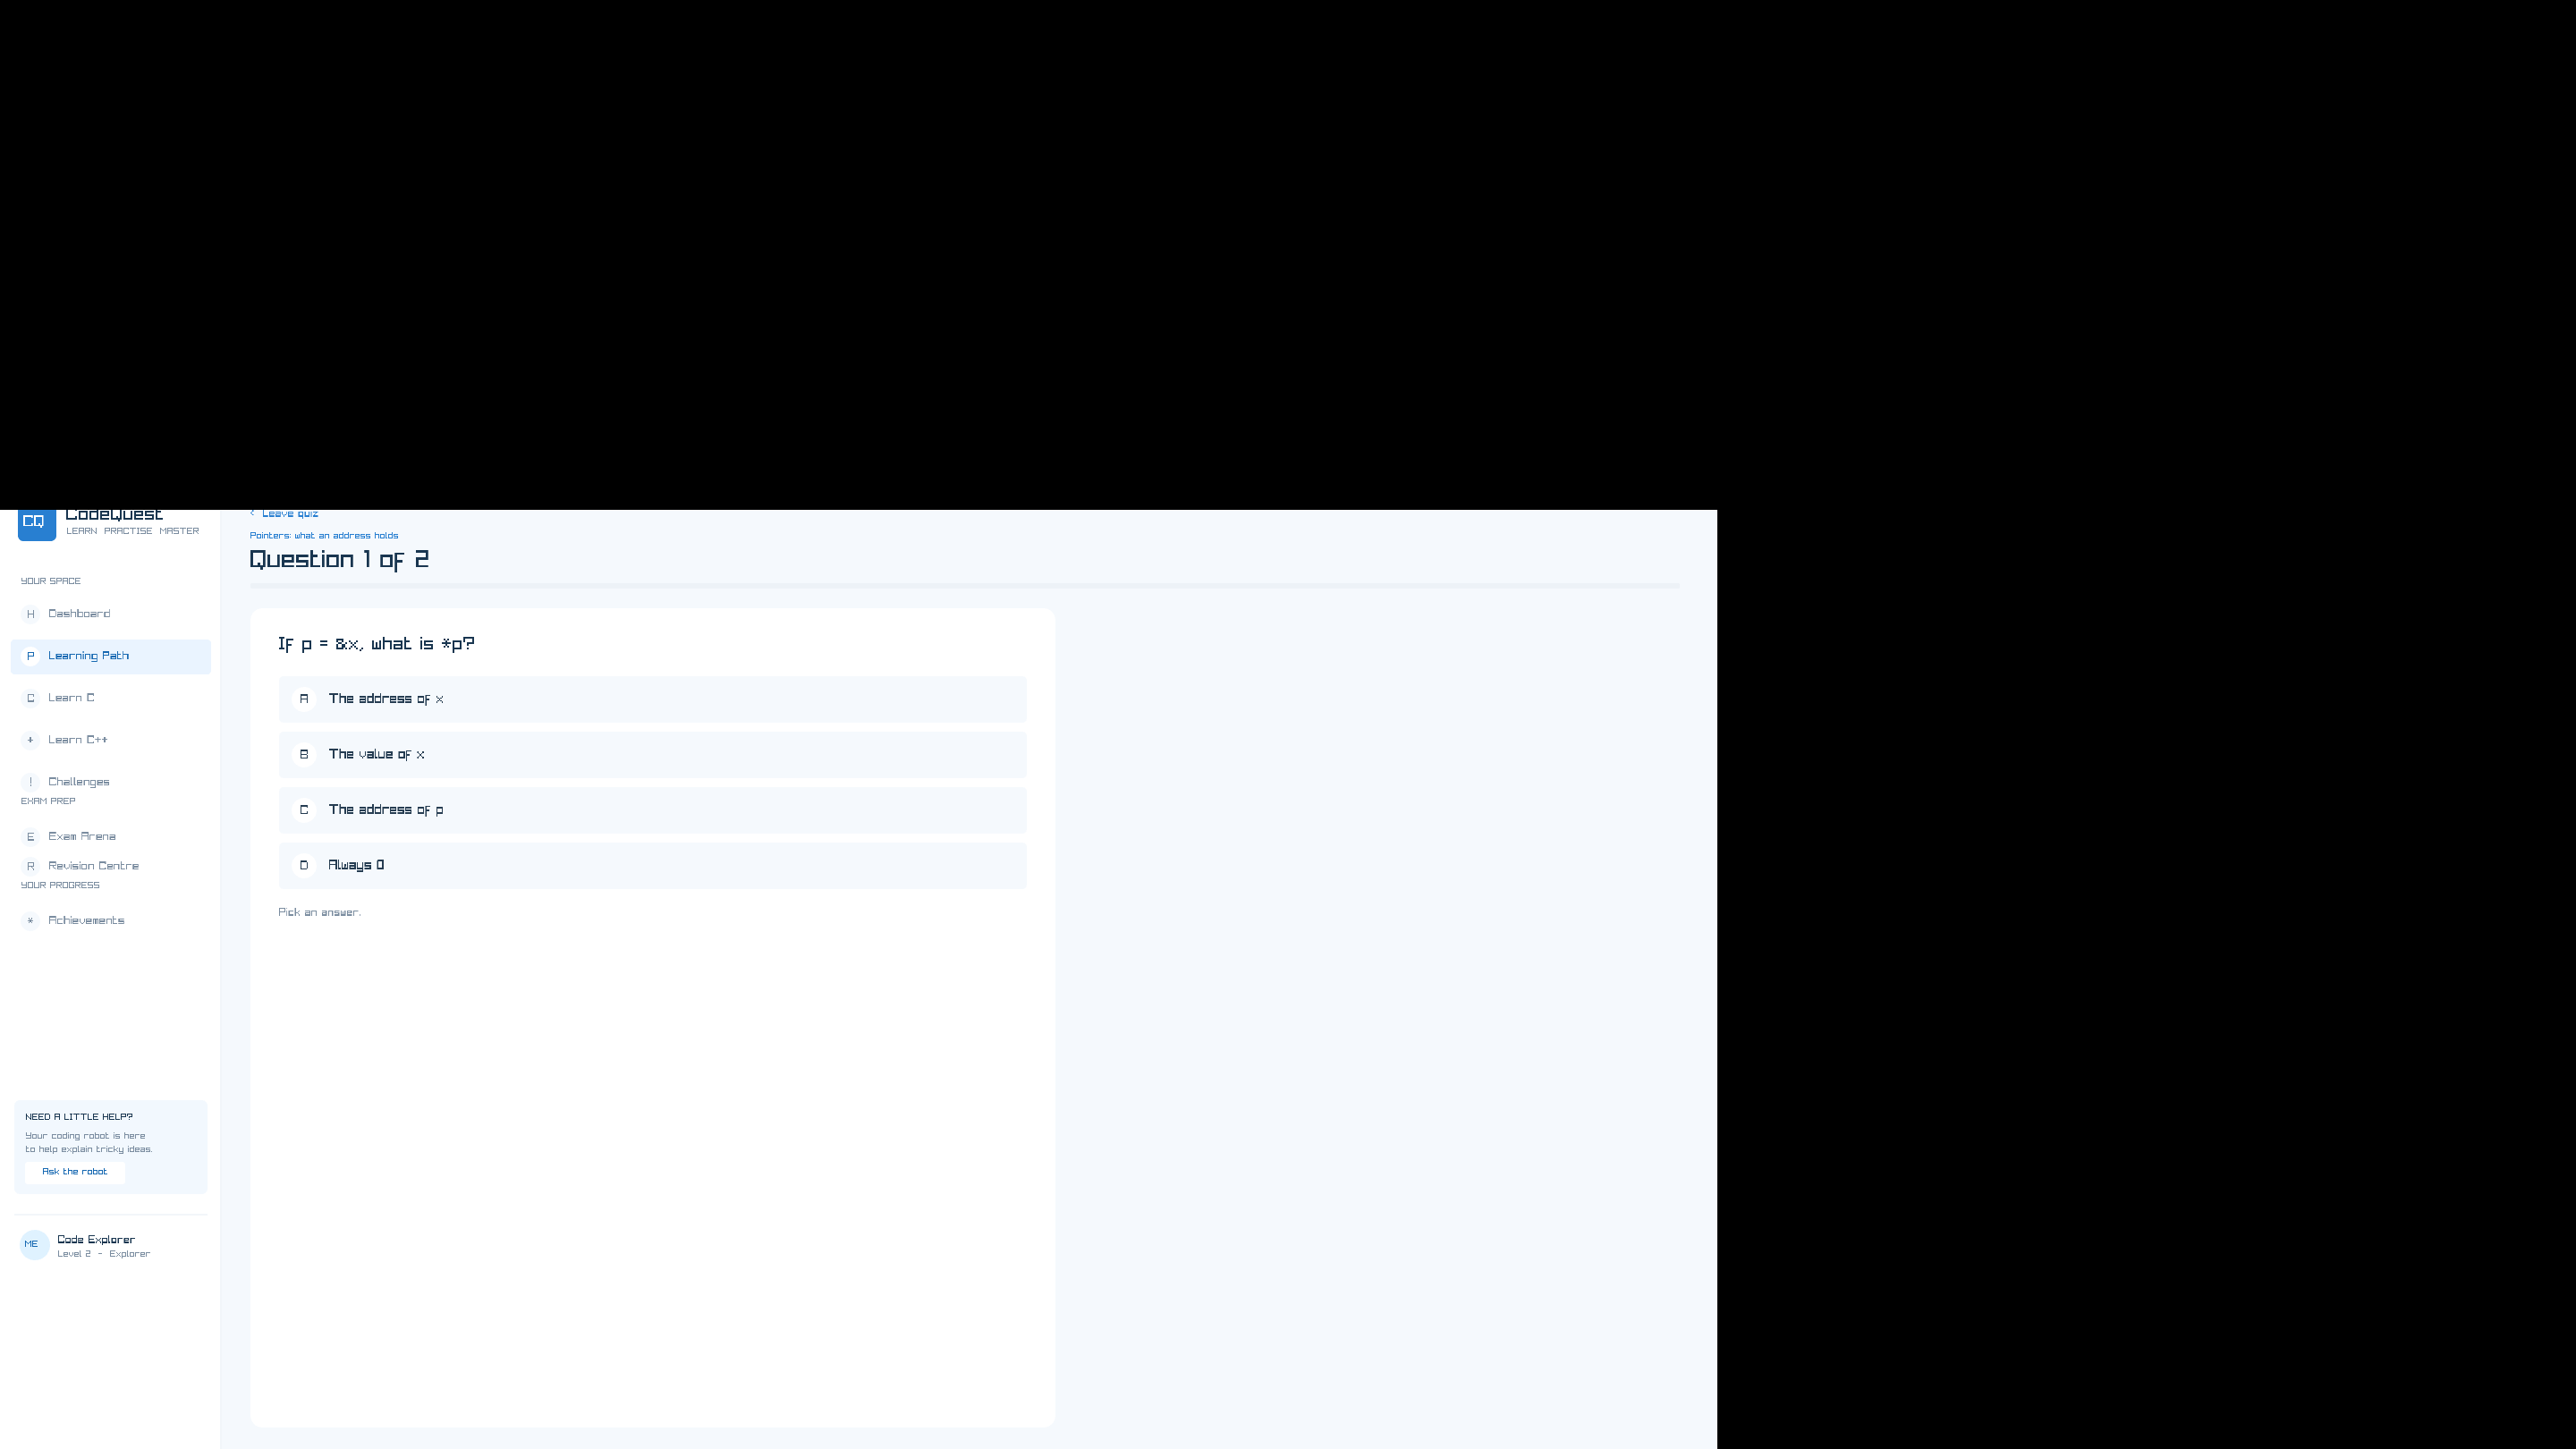 CQ
CodeQuest
LEARN PRACTISE MASTER
YOUR SPACE
H Dashboard
P Learning Path
C Learn C
+ Learn C++
! Challenges
EXAM PREP
E Exam Arena
R Revision Centre
YOUR PROGRESS
* Achievements
NEED A LITTLE HELP?
Your coding robot is here
to help explain tricky ideas.
Ask the robot
ME
Code Explorer
Level 2 - Explorer
< Leave quiz
Pointers: what an address holds
Question 1 of 2
If p = &x, what is *p?
A The address of x
B The value of x
C The address of p
D Always 0
Pick an answer.